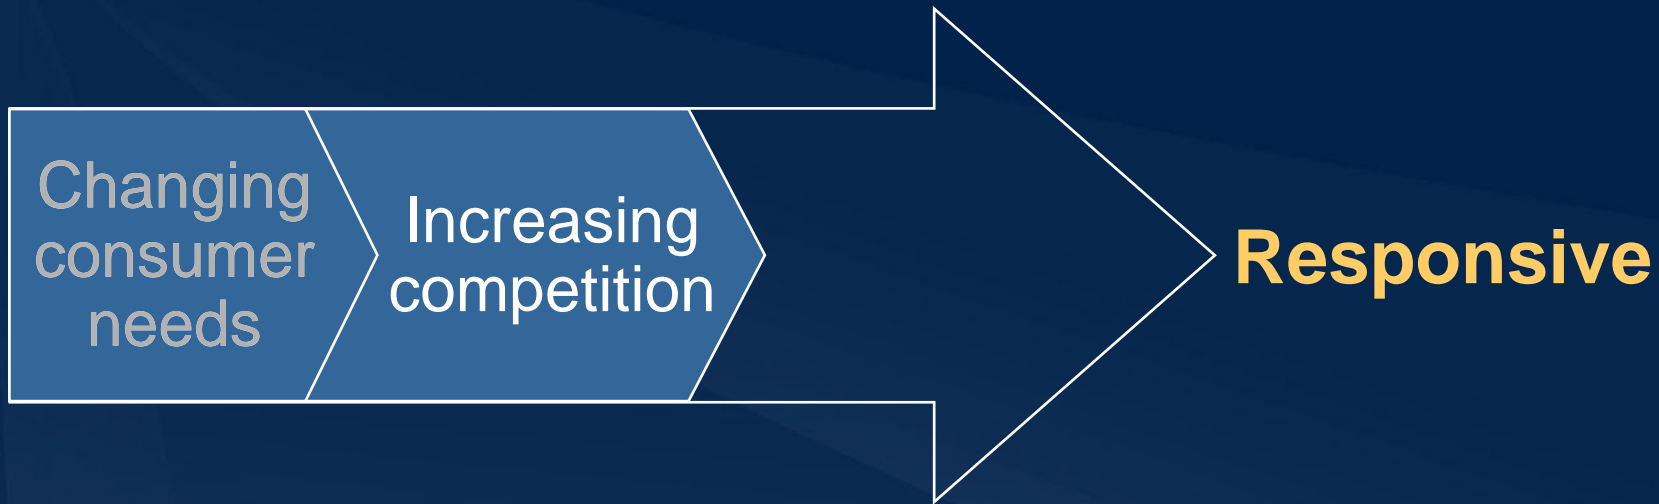 Changing
consumer
needs
Increasing
competition
Responsive